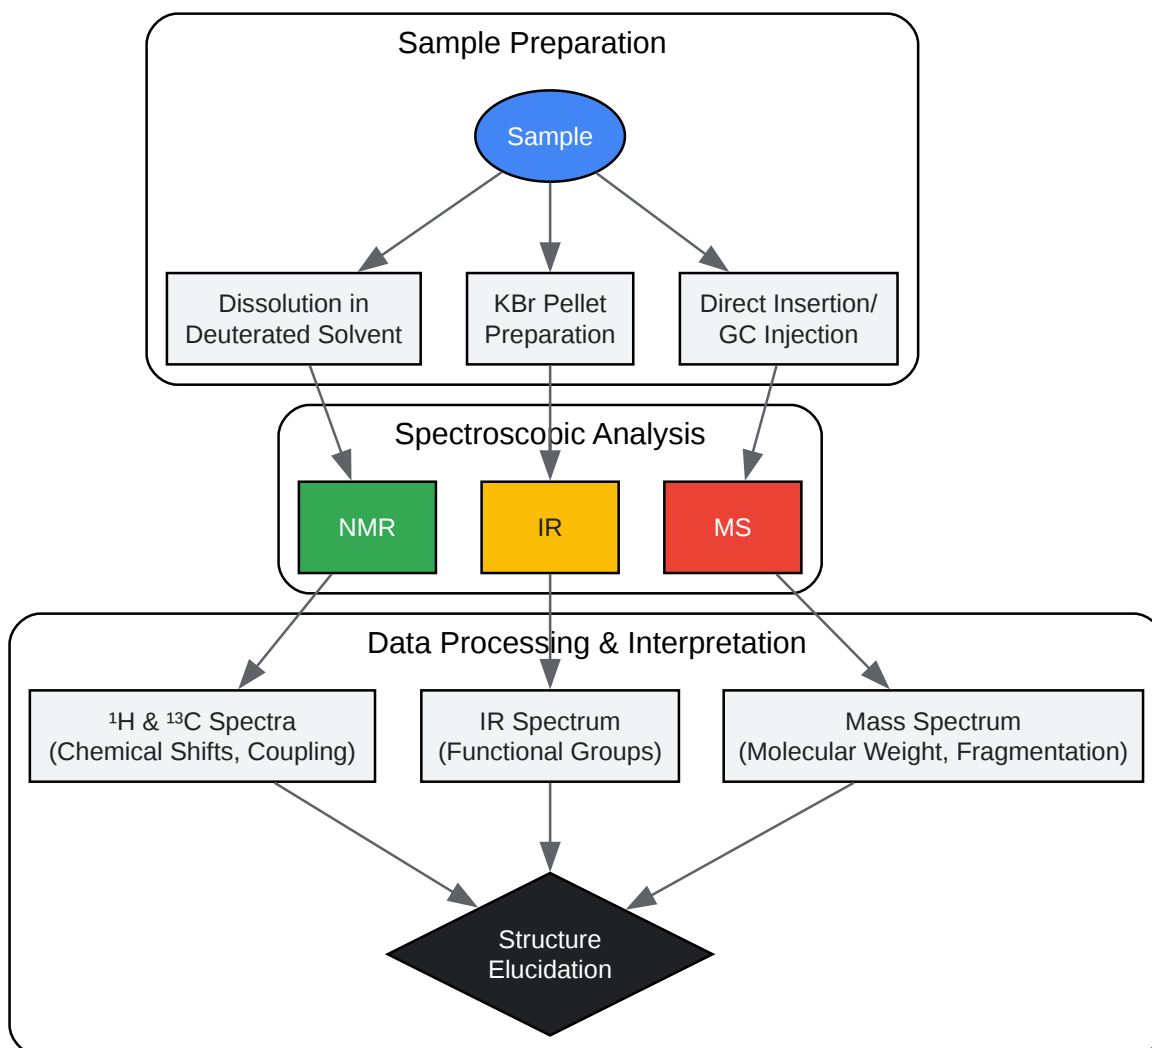 Sample Preparation
Sample
Dissolution in
Deuterated Solvent
KBr Pellet
Preparation
Direct Insertion/
GC Injection
Spectroscopic Analysis
NMR
IR
MS
Data Processing & Interpretation
¹H & ¹³C Spectra
(Chemical Shifts, Coupling)
IR Spectrum
(Functional Groups)
Mass Spectrum
(Molecular Weight, Fragmentation)
Structure
Elucidation